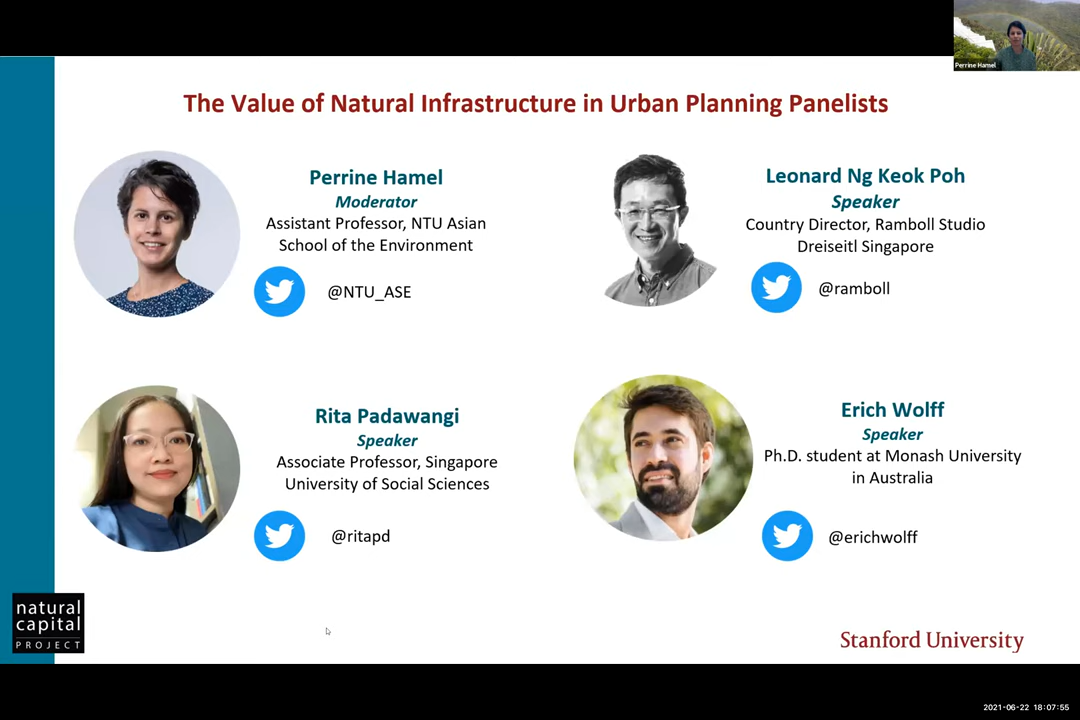 Perrine Hamel
The Value of Natural Infrastructure in Urban Planning Panelists
Perrine Hamel
Moderator
Assistant Professor, NTU Asian
School of the Environment
@NTU_ASE
Leonard Ng Keok Poh
Speaker
Country Director, Ramboll Studio
Dreiseitl Singapore
@ramboll
Rita Padawangi
Speaker
Associate Professor, Singapore
University of Social Sciences
@ritapd
Erich Wolff
Speaker
Ph.D. student at Monash University
in Australia
@erichwolff
natural
capital
PROJECT
Stanford University
2021-06-22 18:07:55